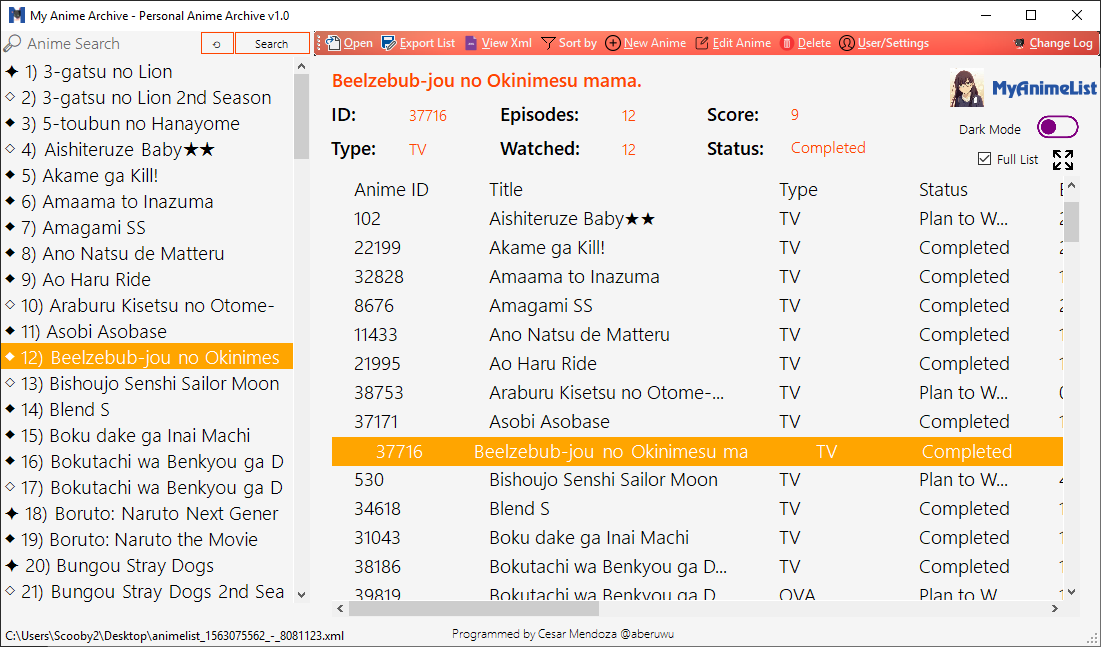 My Anime Archive - Personal Anime Archive v1.0
Anime Search
Search
Open Export List View Xml Sort by New Anime Edit Anime Delete User/Settings Change Log
1) 3-gatsu no Lion
2) 3-gatsu no Lion 2nd Season
3) 5-toubun no Hanayome
4) Aishiteruze Baby★★
5) Akame ga Kill!
6) Amaama to Inazuma
7) Amagami SS
8) Ano Natsu de Matteru
9) Ao Haru Ride
10) Araburu Kisetsu no Otome-
11) Asobi Asobase
12) Beelzebub-jou no Okinimes
13) Bishoujo Senshi Sailor Moon
14) Blend S
15) Boku dake ga Inai Machi
16) Bokutachi wa Benkyou ga D
17) Bokutachi wa Benkyou ga D
18) Boruto: Naruto Next Gener
19) Boruto: Naruto the Movie
20) Bungou Stray Dogs
21) Bungou Stray Dogs 2nd Sea
Beelzebub-jou no Okinimesu mama.
MyAnimeList
ID: 37716 Episodes: 12 Score: 9
Dark Mode
Type: TV Watched: 12 Status: Completed
Full List
Anime ID Title Type Status
102 Aishiteruze Baby★★ TV Plan to W...
22199 Akame ga Kill! TV Completed
32828 Amaama to Inazuma TV Completed
8676 Amagami SS TV Completed
11433 Ano Natsu de Matteru TV Completed
21995 Ao Haru Ride TV Completed
38753 Araburu Kisetsu no Otome-... TV Plan to W...
37171 Asobi Asobase TV Completed
37716 Beelzebub-jou no Okinimesu ma TV Completed
530 Bishoujo Senshi Sailor Moon TV Plan to W...
34618 Blend S TV Completed
31043 Boku dake ga Inai Machi TV Completed
38186 Bokutachi wa Benkyou ga D... TV Completed
39819 Bokutachi wa Benkyou ga D OVA Plan to W
C:\Users\Scooby2\Desktop\animelist_1563075562_-_8081123.xml
Programmed by Cesar Mendoza @aberuwu